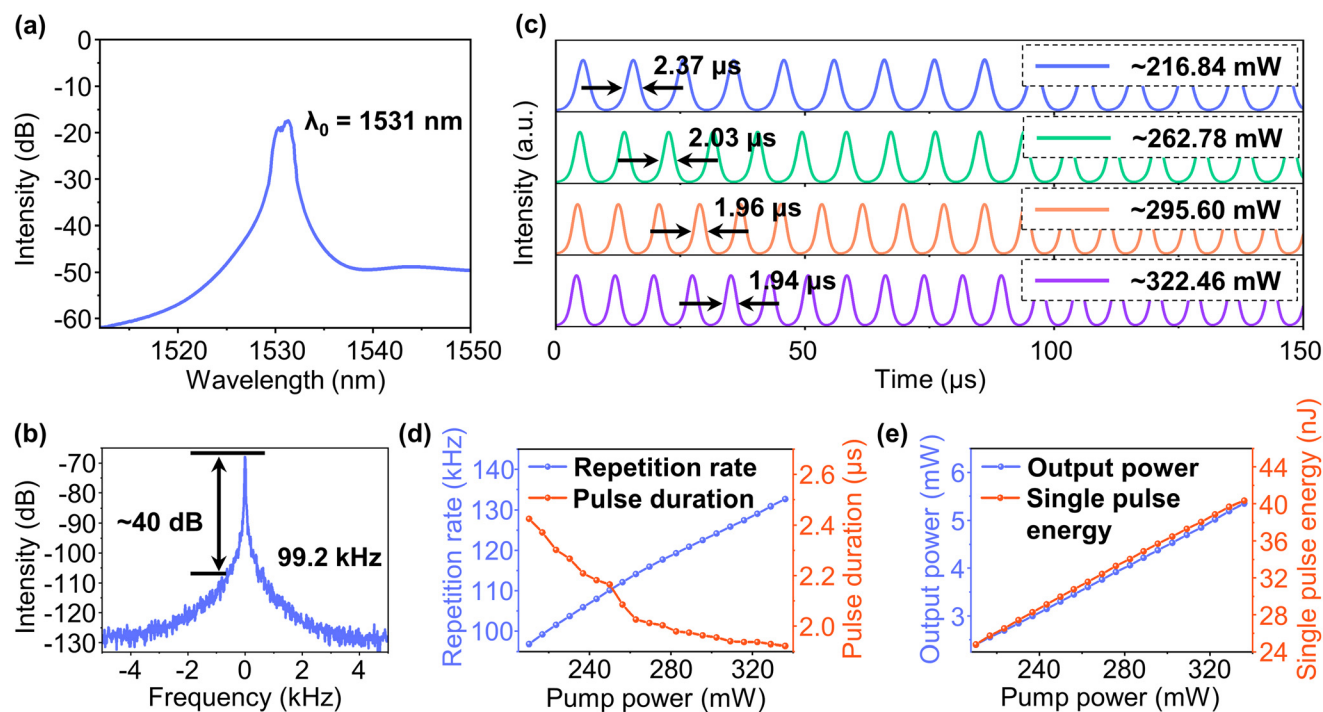 (a)
0
-10
-20
-30
-40
-50
-60
Intensity (dB)
λ0 = 1531 nm
1520
1530
1540
1550
Wavelength (nm)
(c)
Intensity (a.u.)
2.37 μs
~216.84 mW
2.03 μs
~262.78 mW
1.96 μs
~295.60 mW
1.94 μs
~322.46 mW
0
50
100
150
Time (μs)
(b)
-70
-85
-100
-115
-130
Intensity (dB)
~40 dB
99.2 kHz
-4
-2
0
2
4
Frequency (kHz)
(d)
140
130
120
110
100
Repetition rate (kHz)
Repetition rate
Pulse duration
2.6
2.4
2.2
2.0
Pulse duration (μs)
240
280
320
Pump power (mW)
(e)
6
5
4
3
Output power (mW)
Output power
Single pulse
energy
44
40
36
32
28
24
Single pulse energy (nJ)
240
280
320
Pump power (mW)